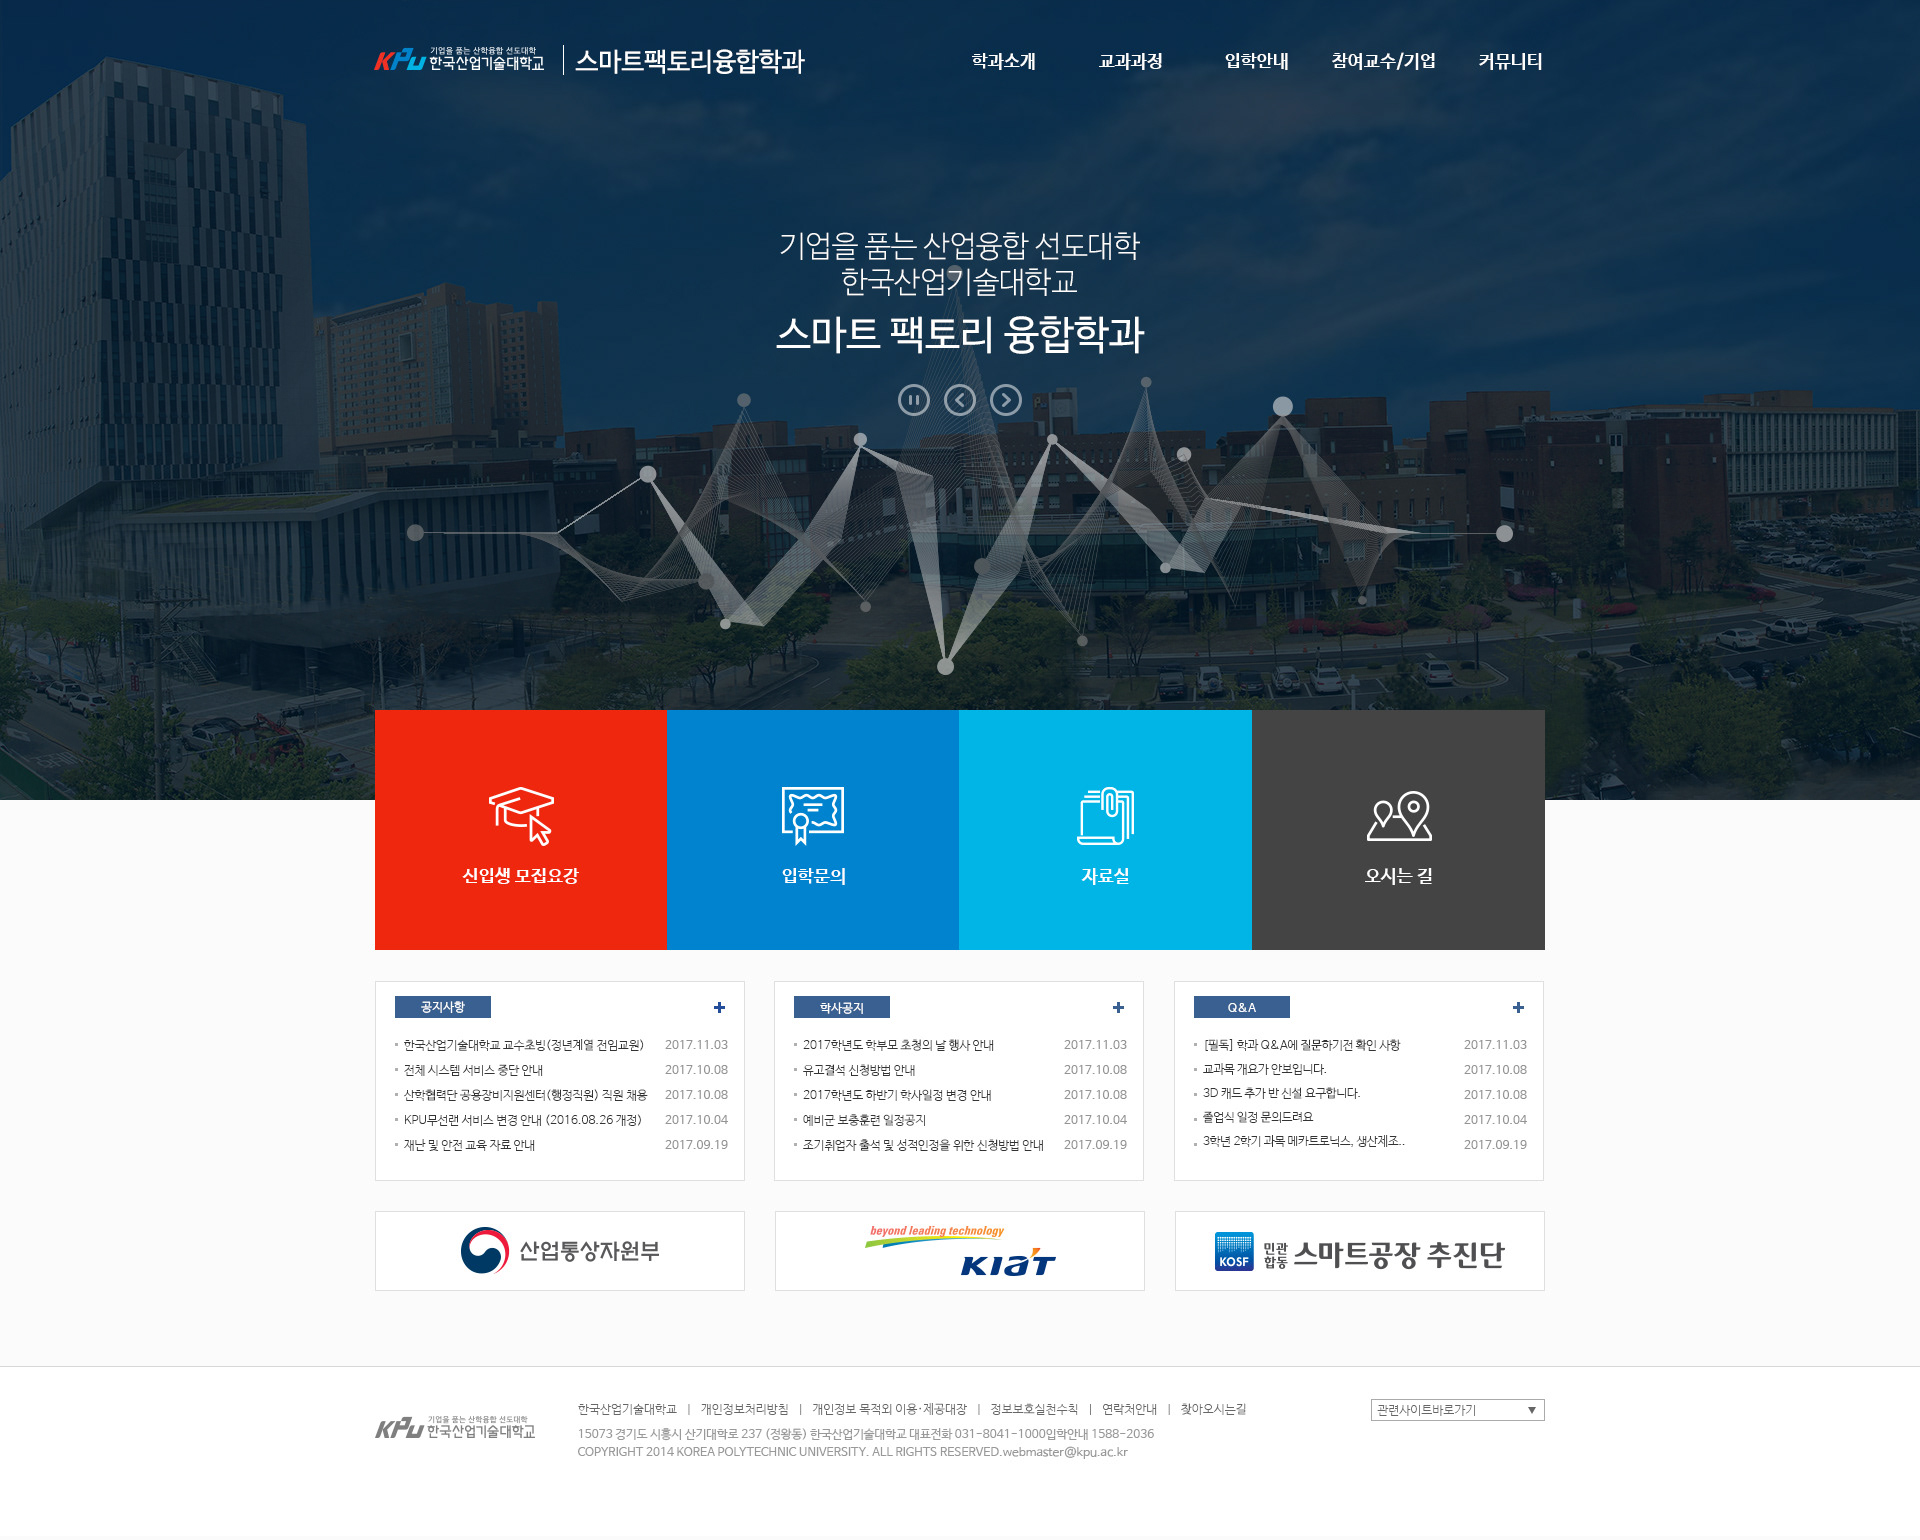 KPU 기업을 품는 산학융합 선도대학
한국산업기술대학교 스마트팩토리융합학과
학과소개 교과과정 입학안내 참여교수/기업 커뮤니티
기업을 품는 산업융합 선도대학
한국산업기술대학교
스마트 팩토리 융합학과
신입생 모집요강
입학문의
자료실
오시는 길
공지사항
한국산업기술대학교 교수초빙(정년계열 전임교원) 2017.11.03
전체 시스템 서비스 중단 안내 2017.10.08
산학협력단 공용장비지원센터(행정직원) 직원 채용 2017.10.08
KPU무선랜 서비스 변경 안내 (2016.08.26 개정) 2017.10.04
재난 및 안전 교육 자료 안내 2017.09.19
학사공지
2017학년도 학부모 초청의 날 행사 안내 2017.11.03
유고결석 신청방법 안내 2017.10.08
2017학년도 하반기 학사일정 변경 안내 2017.10.08
예비군 보충훈련 일정공지 2017.10.04
조기취업자 출석 및 성적인정을 위한 신청방법 안내 2017.09.19
Q&A
[필독] 학과 Q&A에 질문하기전 확인 사항 2017.11.03
교과목 개요가 안보입니다. 2017.10.08
3D 캐드 추가 반 신설 요구합니다. 2017.10.08
졸업식 일정 문의드려요 2017.10.04
3학년 2학기 과목 메카트로닉스, 생산제조.. 2017.09.19
산업통상자원부
beyond leading technology
KIAT
KOSF 민관합동 스마트공장 추진단
KPU 기업을 품는 산학융합 선도대학
한국산업기술대학교
한국산업기술대학교 | 개인정보처리방침 | 개인정보 목적외 이용·제공대장 | 정보보호실천수칙 | 연락처안내 | 찾아오시는길
15073 경기도 시흥시 산기대학로 237 (정왕동) 한국산업기술대학교 대표전화 031-8041-1000입학안내 1588-2036
COPYRIGHT 2014 KOREA POLYTECHNIC UNIVERSITY. ALL RIGHTS RESERVED.webmaster@kpu.ac.kr
관련사이트바로가기